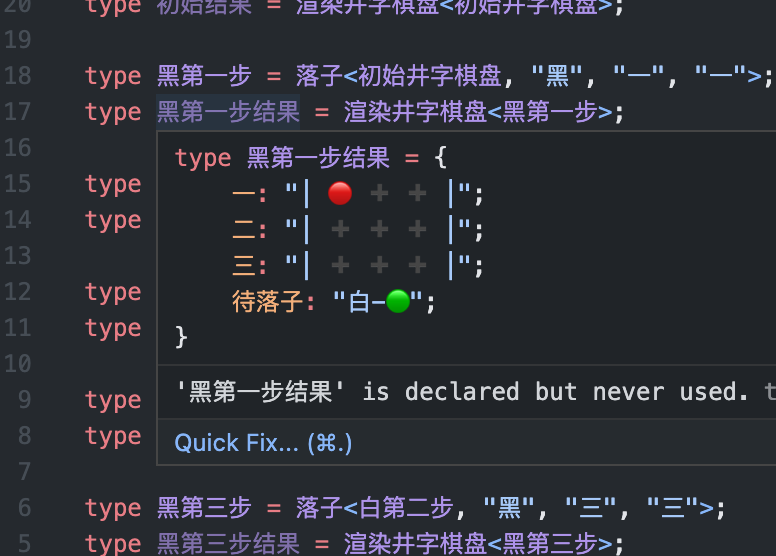 20 type 初始结果 = 渲染井字棋盘<初始井字棋盘>;
19
18 type 黑第一步 = 落子<初始井字棋盘, "黑", "一", "一">;
17 type 黑第一步结果 = 渲染井字棋盘<黑第一步>;
16
type 黑第一步结果 = {
15 type
一: "| 🔴 ➕ ➕ |";
14 type
二: "| ➕ ➕ ➕ |";
13
三: "| ➕ ➕ ➕ |";
12 type
待落子: "白-🟢";
11 type
}
10
9 type
'黑第一步结果' is declared but never used. t
8 type
Quick Fix... (⌘.)
7
6 type 黑第三步 = 落子<白第二步, "黑", "三", "三">;
5 type 黑第三步结果 = 渲染井字棋盘<黑第三步>;